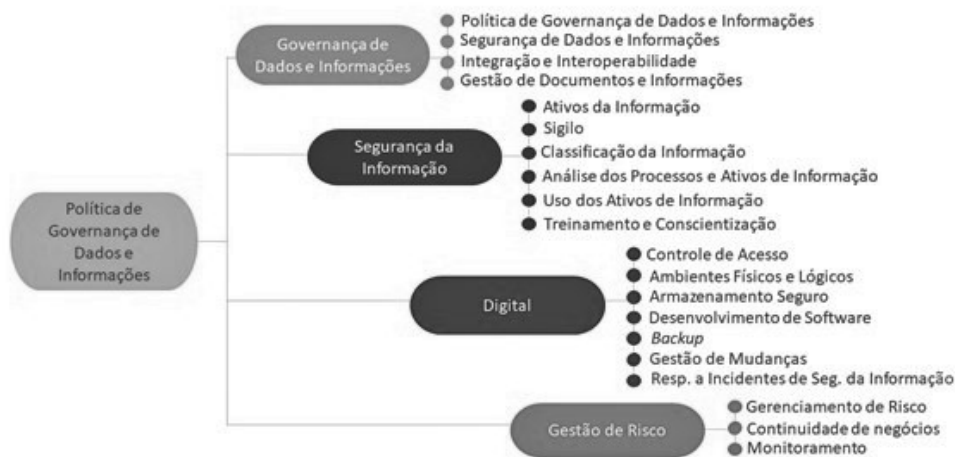 Política de
Governança de
Dados e
Informações
Governança de
Dados e Informações
Política de Governança de Dados e Informações
Segurança de Dados e Informações
Integração e Interoperabilidade
Gestão de Documentos e Informações
Segurança da
Informação
Ativos da Informação
Sigilo
Classificação da Informação
Análise dos Processos e Ativos de Informação
Uso dos Ativos de Informação
Treinamento e Conscientização
Digital
Controle de Acesso
Ambientes Físicos e Lógicos
Armazenamento Seguro
Desenvolvimento de Software
Backup
Gestão de Mudanças
Resp. a Incidentes de Seg. da Informação
Gestão de Risco
Gerenciamento de Risco
Continuidade de negócios
Monitoramento